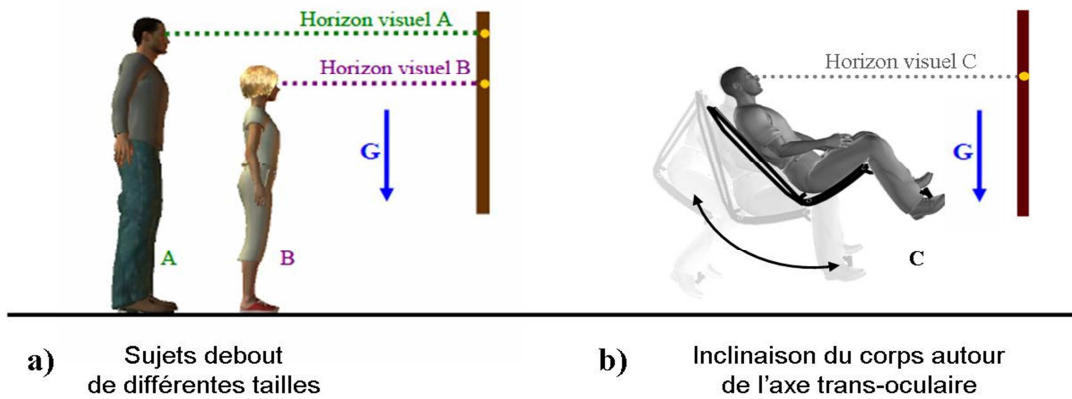 Horizon visuel A
Horizon visuel B
G
A
B
a) Sujets debout
de différentes tailles
Horizon visuel C
G
C
b) Inclinaison du corps autour
de l'axe trans-oculaire